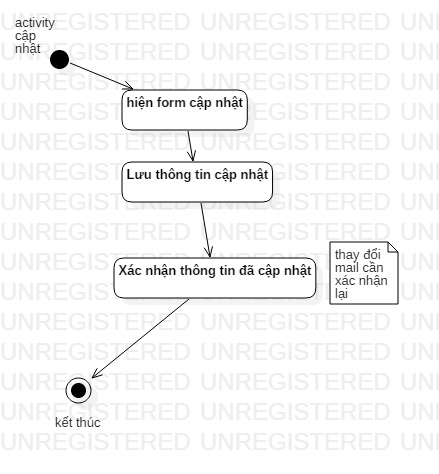 activity
cập
nhật
hiện form cập nhật
Lưu thông tin cập nhật
Xác nhận thông tin đã cập nhật
thay đổi
mail cần
xác nhận
lại
kết thúc
UNREGISTERED UNREGISTERED UNREGISTERED